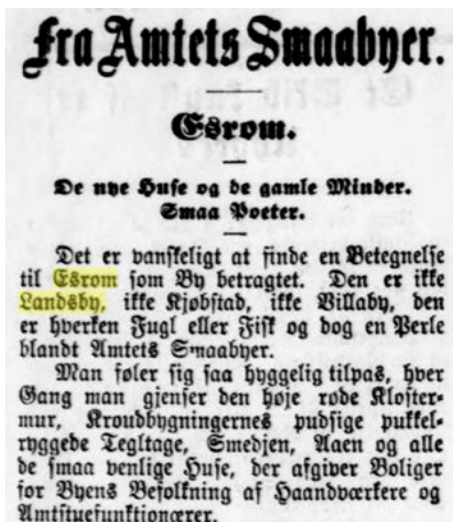 Fra Amtets Smaabyer.
Esrom.
De nye Huse og de gamle Minder.
Smaa Poeter.
Det er vanskeligt at finde en Betegnelse
til Esrom som By betragtet. Den er ikke
Landsby, ikke Kjøbstad, ikke Villaby, den
er hverken Fugl eller Fisk og dog en Perle
blandt Amtets Smaabyer.
Man føler sig saa hyggelig tilpas, hver
Gang man gjenser den høje røde Kloster-
mur, Kroudbygningernes pudsige pukkel-
ryggede Tegltage, Smedjen, Aaen og alle
de smaa venlige Huse, der afgiver Boliger
for Byens Befolkning af Haandværkere og
Amtstuefunktionærer.